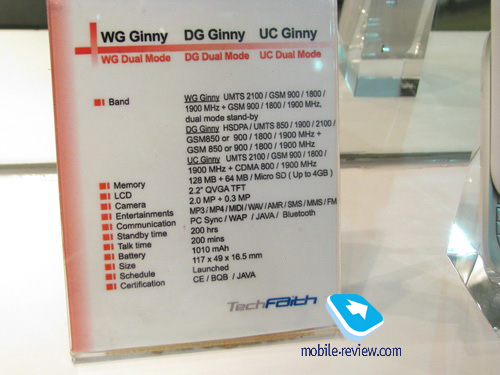 WG Ginny DG Ginny UC Ginny
WG Dual Mode DG Dual Mode UC Dual Mode
Band WG Ginny UMTS 2100 / GSM 900 / 1800 /
1900 MHz + GSM 900 / 1800 / 1900 MHz,
dual mode stand-by
DG Ginny HSDPA / UMTS 850 / 1900 / 2100 /
GSM850 or 900 / 1800 / 1900 MHz +
GSM 850 or 900 / 1800 / 1900 MHz
UC Ginny UMTS 2100 / GSM 900 / 1800 /
1900 MHz + CDMA 800 / 1900 MHz
Memory 128 MB + 64 MB / Micro SD ( Up to 4GB )
LCD 2.2" QVGA TFT
Camera 2.0 MP + 0.3 MP
Entertainments MP3 / MP4 / MIDI / WAV / AMR / SMS / MMS / FM
Communication PC Sync / WAP / JAVA / Bluetooth
Standby time 200 hrs
Talk time 200 mins
Battery 1010 mAh
Size 117 x 49 x 16.5 mm
Schedule Launched
Certification CE / BQB / JAVA
TechFaith
mobile-review.com